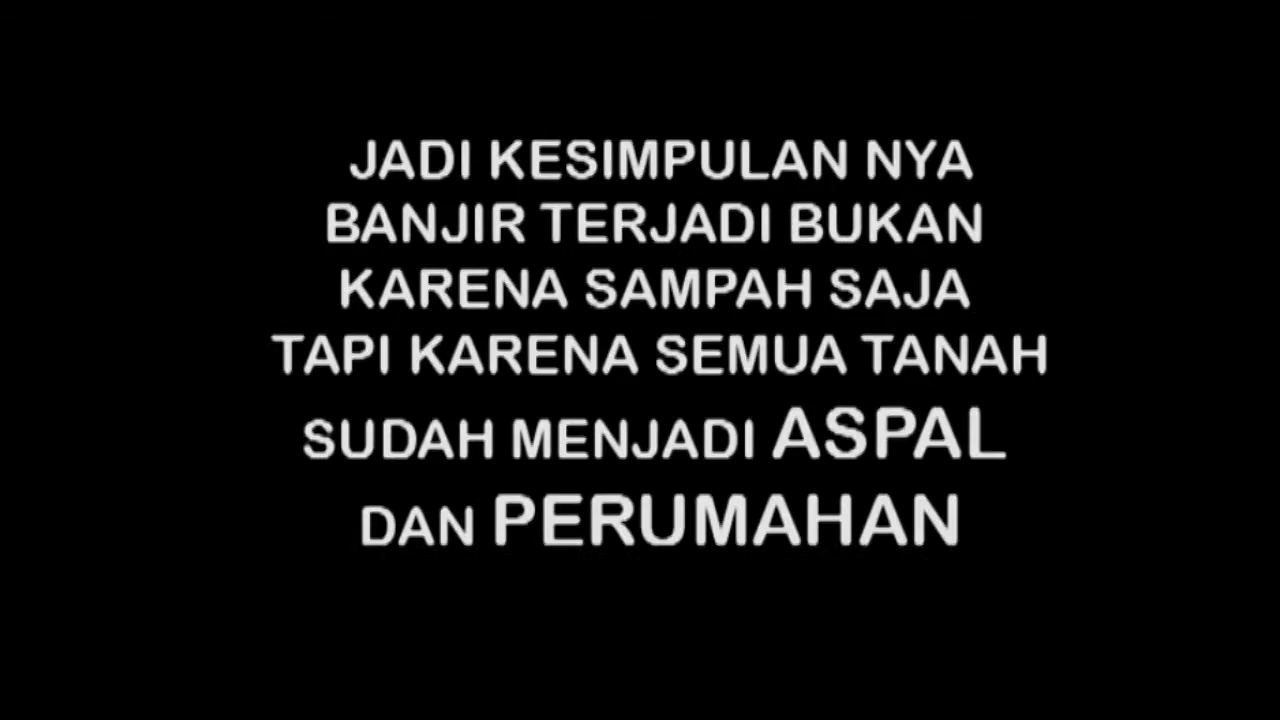 JADI KESIMPULAN NYA
BANJIR TERJADI BUKAN
KARENA SAMPAH SAJA
TAPI KARENA SEMUA TANAH
SUDAH MENJADI ASPAL
DAN PERUMAHAN